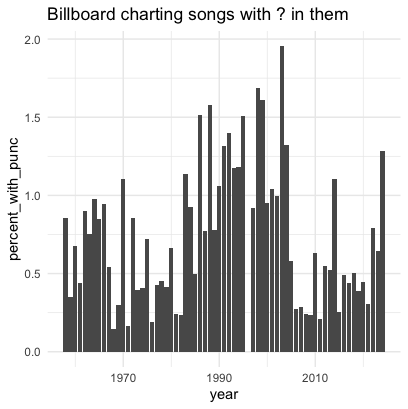 Billboard charting songs with ? in them
2.0
1.5
1.0
0.5
0.0
percent_with_punc
1970
1990
2010
year